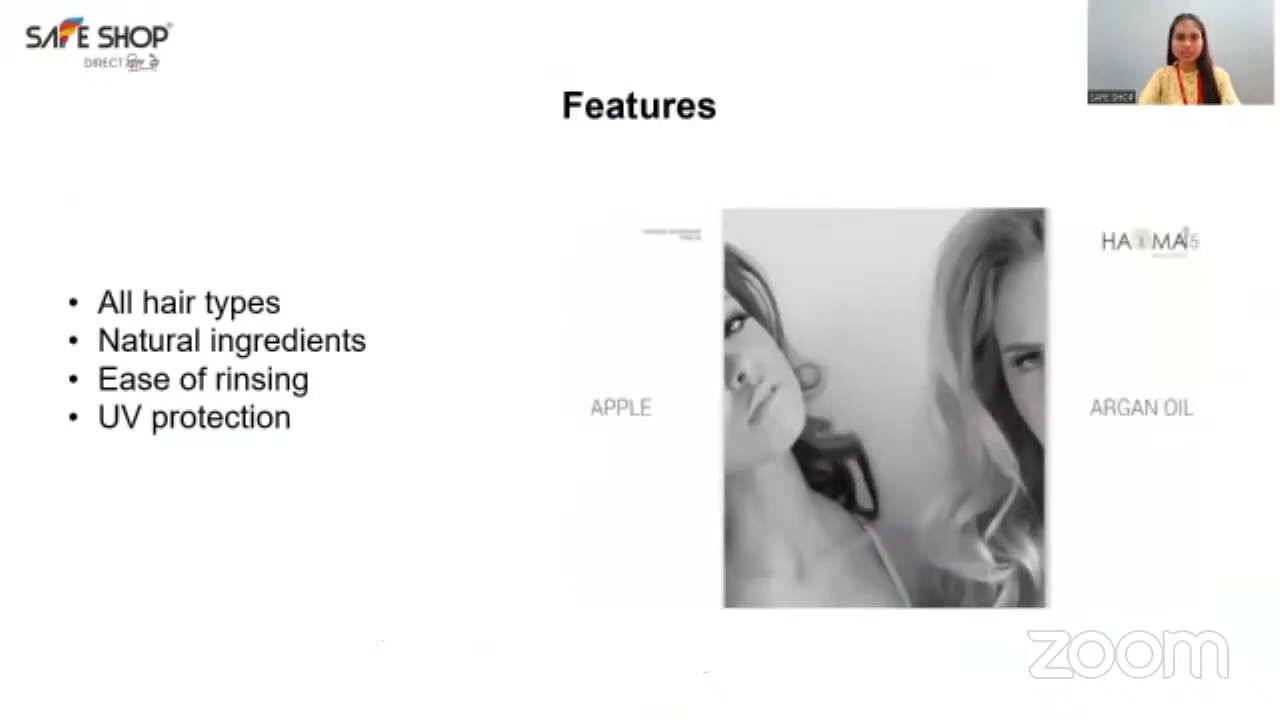 SAFE SHOP®
DIRECT दिल से
SAFE SHOP
Features
HAOMA5
• All hair types
• Natural ingredients
• Ease of rinsing
• UV protection
APPLE
ARGAN OIL
zoom